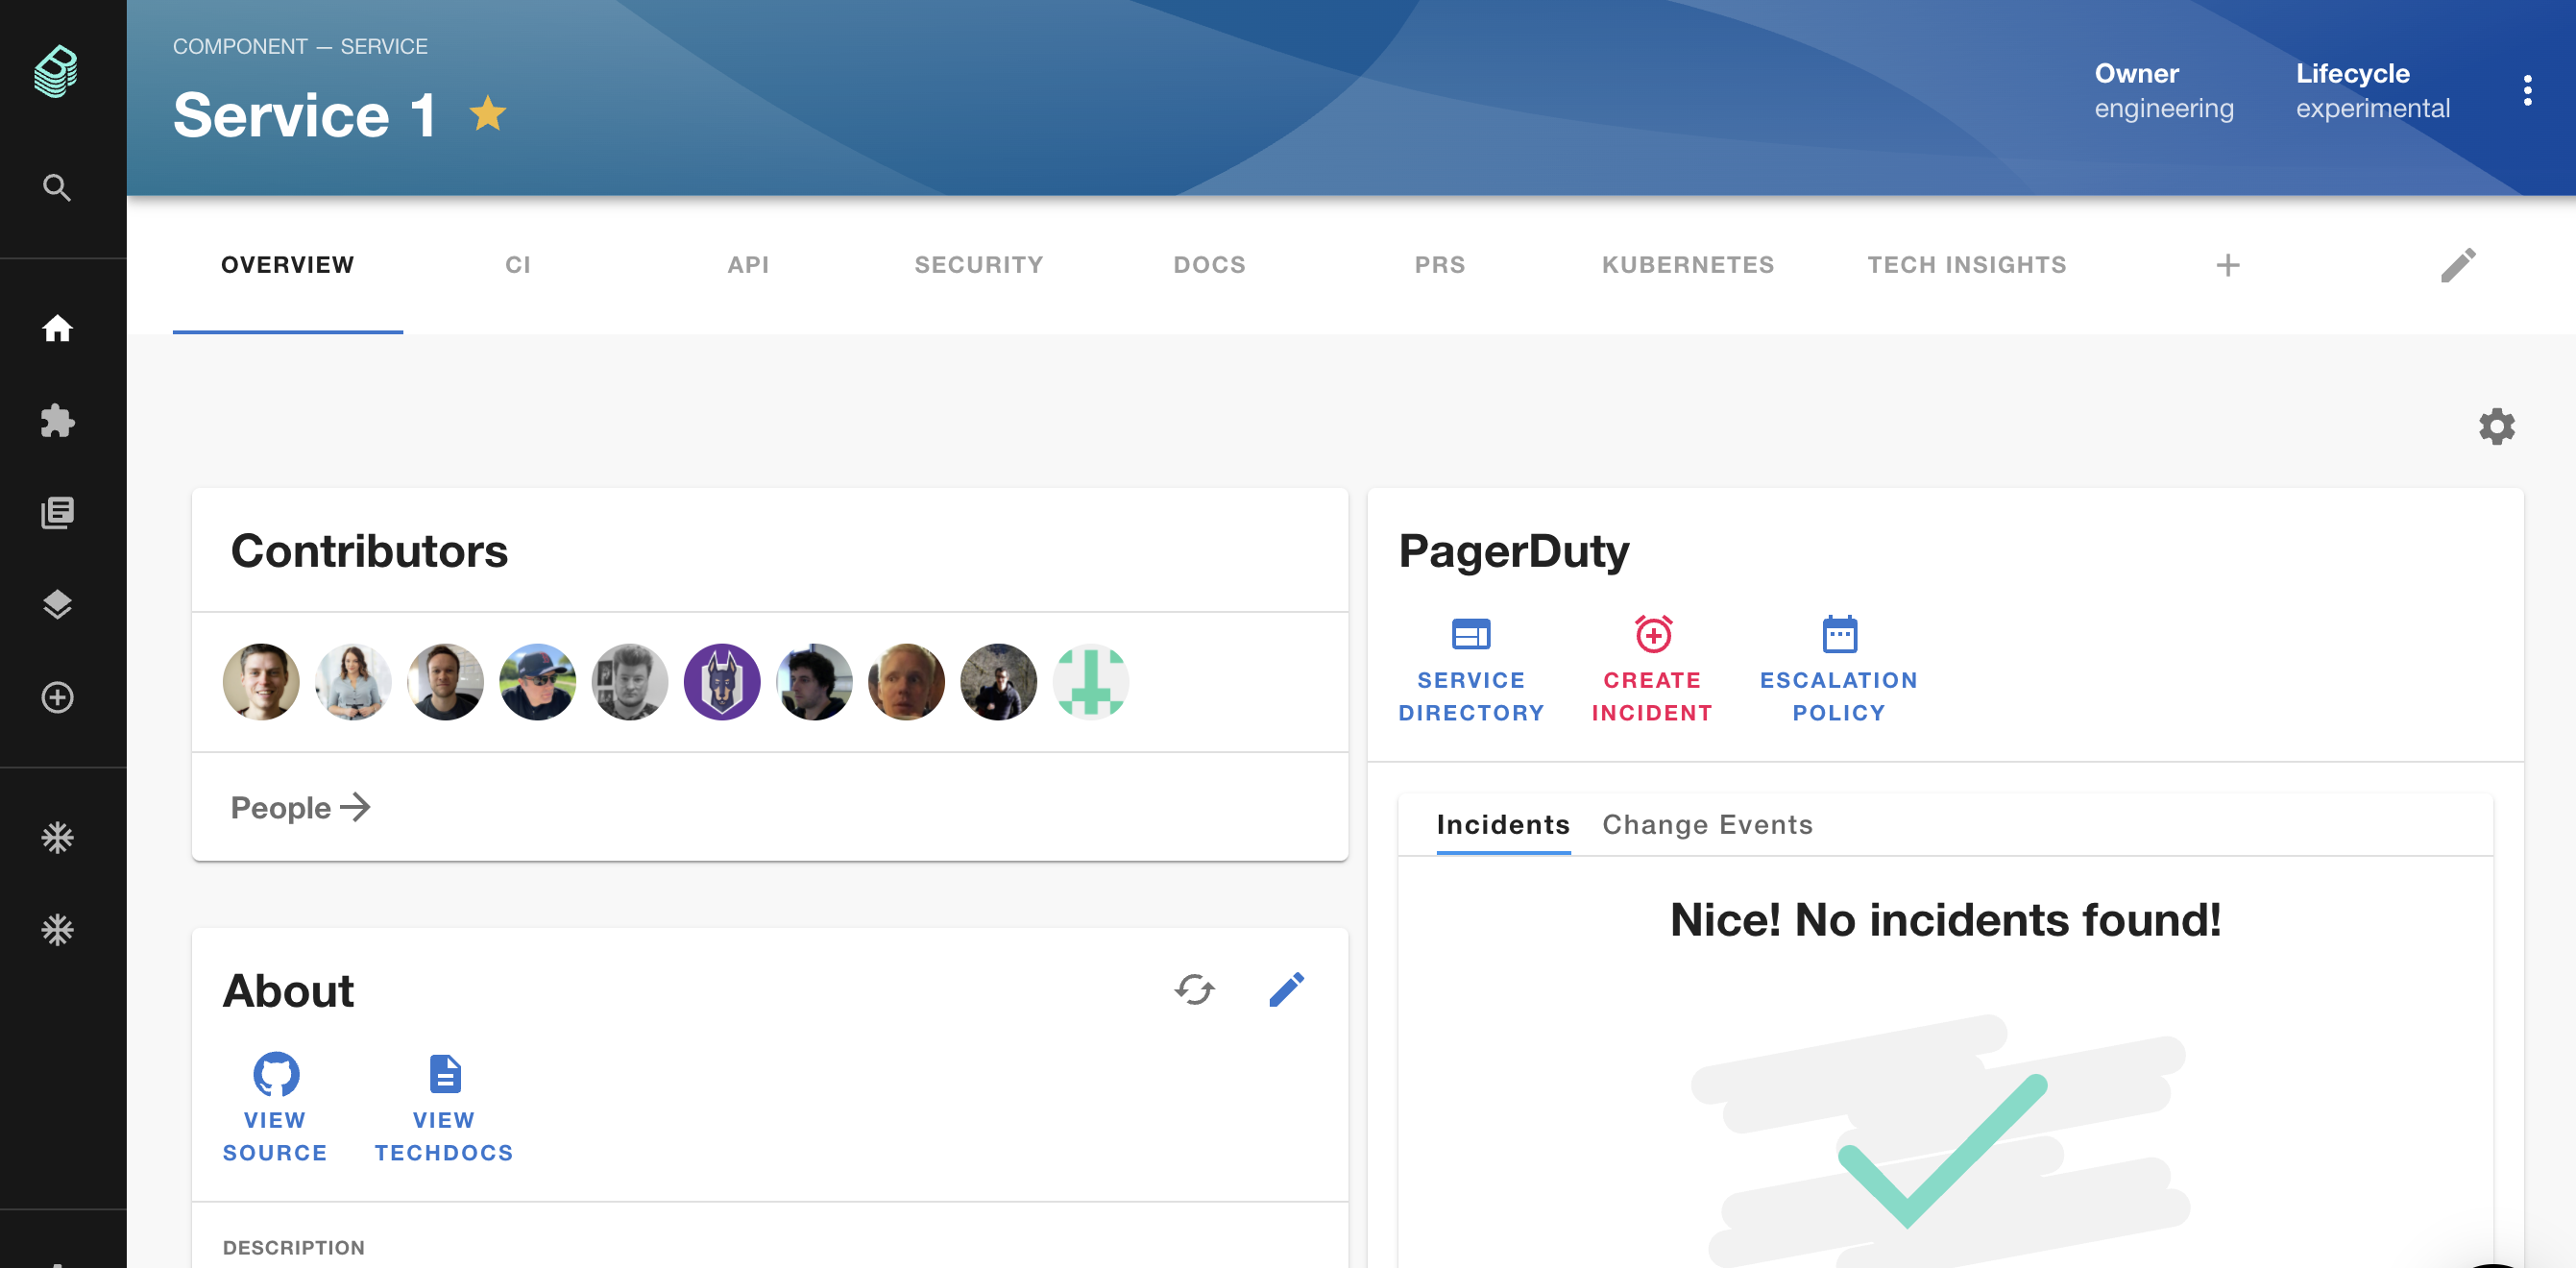 COMPONENT — SERVICE
Service 1
Owner
engineering
Lifecycle
experimental
OVERVIEW
CI
API
SECURITY
DOCS
PRS
KUBERNETES
TECH INSIGHTS
Contributors
People
About
VIEW
SOURCE
VIEW
TECHDOCS
DESCRIPTION
PagerDuty
SERVICE
DIRECTORY
CREATE
INCIDENT
ESCALATION
POLICY
Incidents
Change Events
Nice! No incidents found!